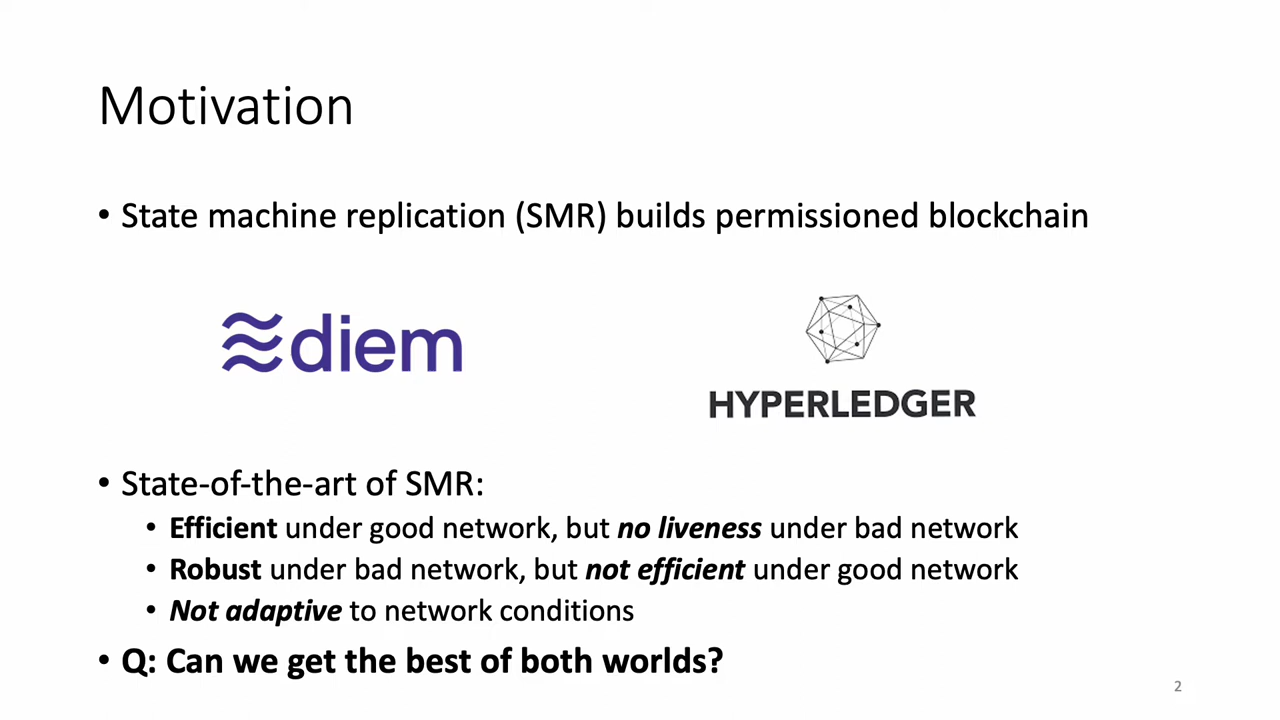 Motivation
• State machine replication (SMR) builds permissioned blockchain
diem
HYPERLEDGER
• State-of-the-art of SMR:
• Efficient under good network, but no liveness under bad network
• Robust under bad network, but not efficient under good network
• Not adaptive to network conditions
• Q: Can we get the best of both worlds?
2